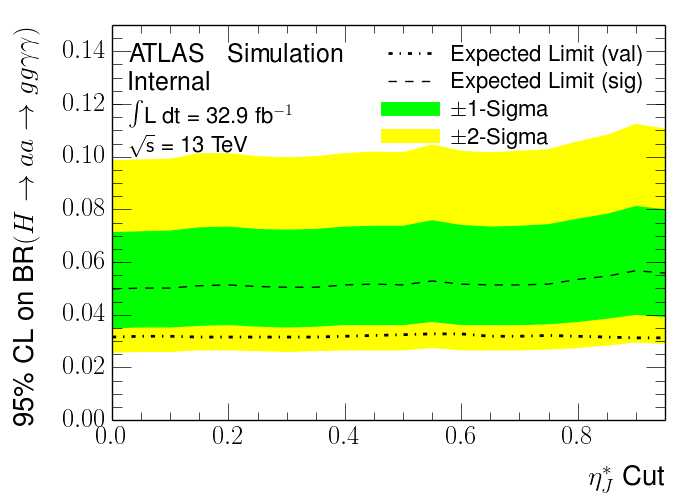 ATLAS Simulation
Internal
∫L dt = 32.9 fb⁻¹
√s = 13 TeV
Expected Limit (val)
Expected Limit (sig)
±1-Sigma
±2-Sigma
95% CL on BR(H → aa → ggγγ)
0.14
0.12
0.10
0.08
0.06
0.04
0.02
0.00
0.0 0.2 0.4 0.6 0.8
η*_J Cut